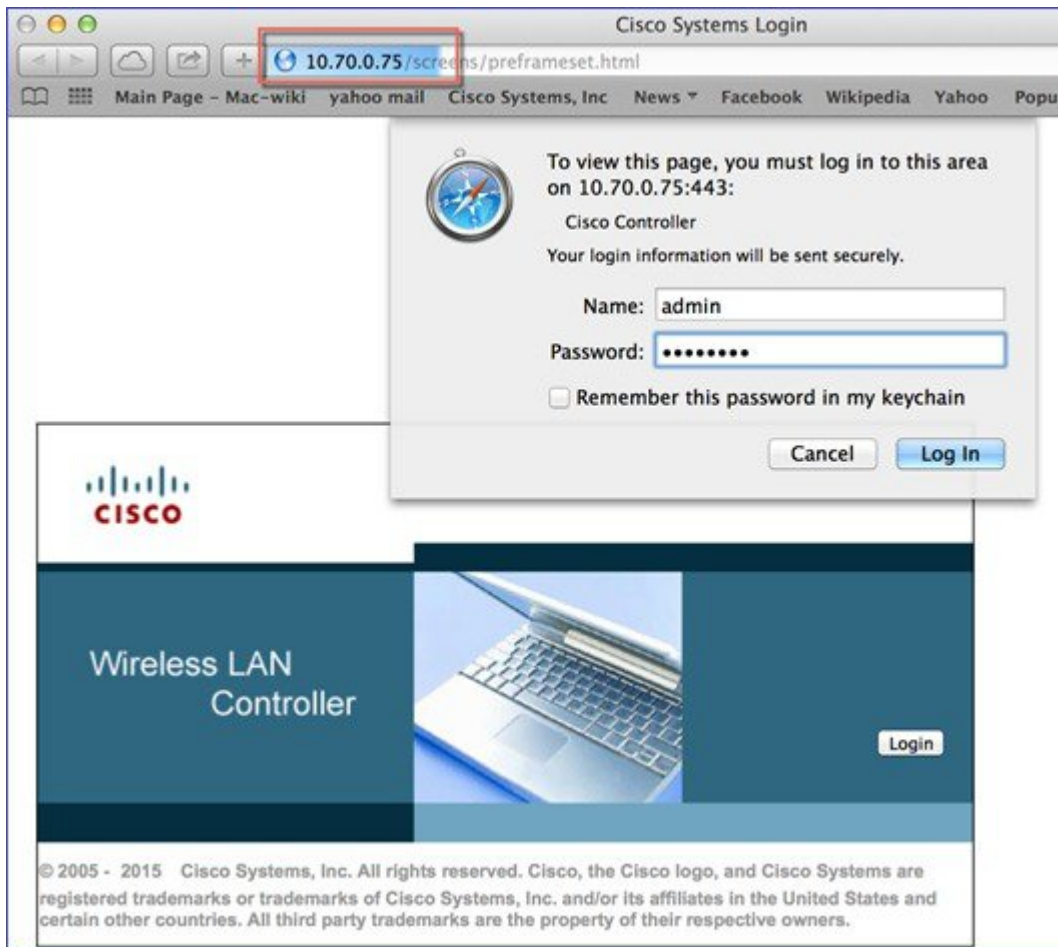 Cisco Systems Login
10.70.0.75/screens/preframeset.html
Main Page – Mac-wiki yahoo mail Cisco Systems, Inc News Facebook Wikipedia Yahoo Popu
To view this page, you must log in to this area
on 10.70.0.75:443:
Cisco Controller
Your login information will be sent securely.
Name: admin
Password: ••••••••
Remember this password in my keychain
Cancel Log In
CISCO
Wireless LAN
Controller
Login
© 2005 - 2015 Cisco Systems, Inc. All rights reserved. Cisco, the Cisco logo, and Cisco Systems are
registered trademarks or trademarks of Cisco Systems, Inc. and/or its affiliates in the United States and
certain other countries. All third party trademarks are the property of their respective owners.